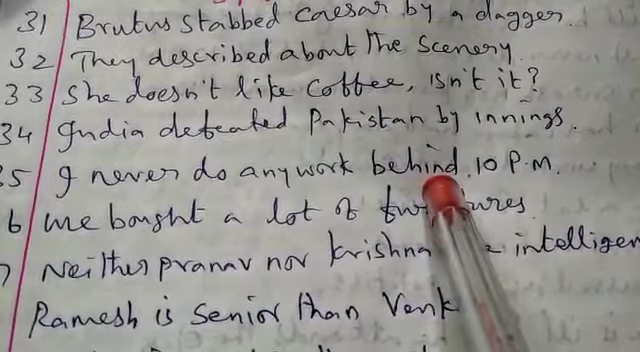 31 Brutus stabbed caesar by a dagger.
32 They described about the scenery.
33 she doesn't like coffee, isn't it?
34 India defeated Pakistan by innings.
35 I never do any work behind 10 P.M.
6 we bought a lot of
7 Neither pranav nor krishna intelligen
Ramesh is senior than Venk